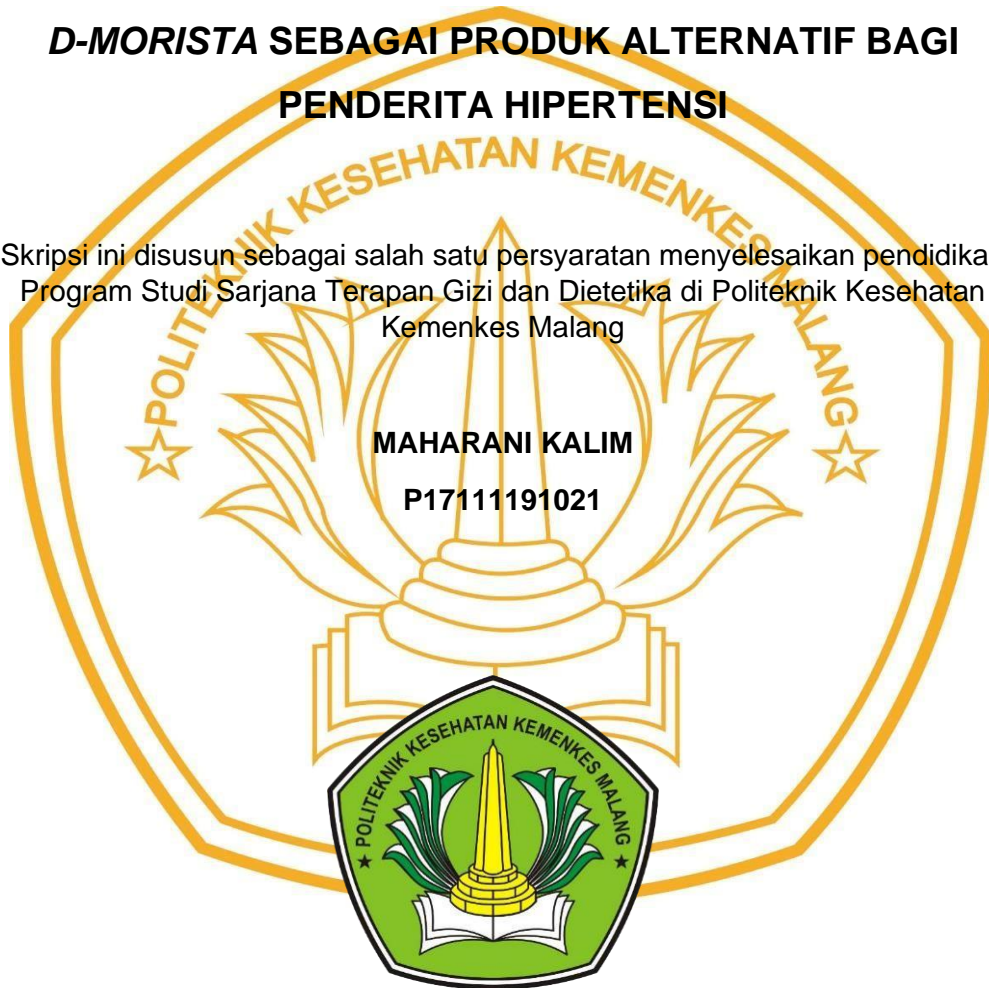 D-MORISTA SEBAGAI PRODUK ALTERNATIF BAGI
PENDERITA HIPERTENSI
POLITEKNIK KESEHATAN KEMENKES MALANG
Skripsi ini disusun sebagai salah satu persyaratan menyelesaikan pendidika
Program Studi Sarjana Terapan Gizi dan Dietetika di Politeknik Kesehatan
Kemenkes Malang
MAHARANI KALIM
P17111191021
POLITEKNIK KESEHATAN KEMENKES MALANG